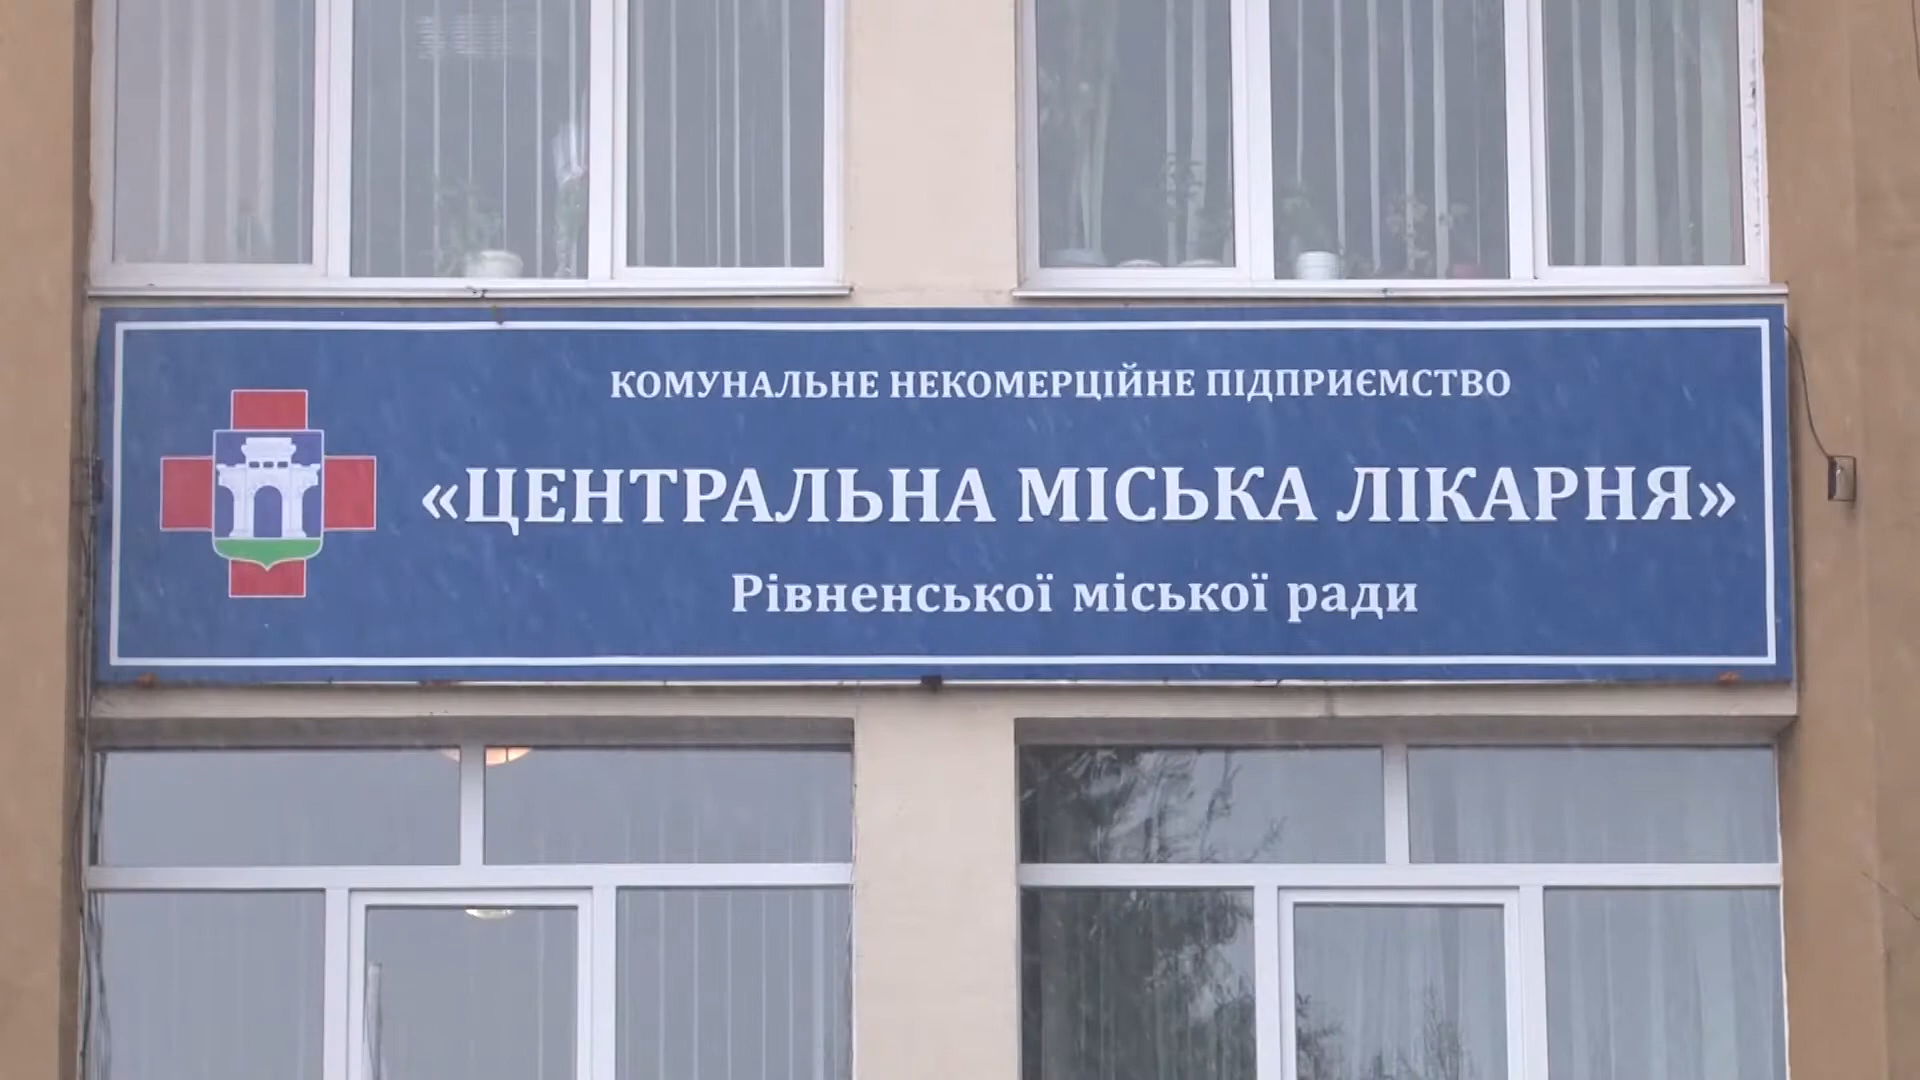 КОМУНАЛЬНЕ НЕКОМЕРЦІЙНЕ ПІДПРИЄМСТВО
«ЦЕНТРАЛЬНА МІСЬКА ЛІКАРНЯ»
Рівненської міської ради